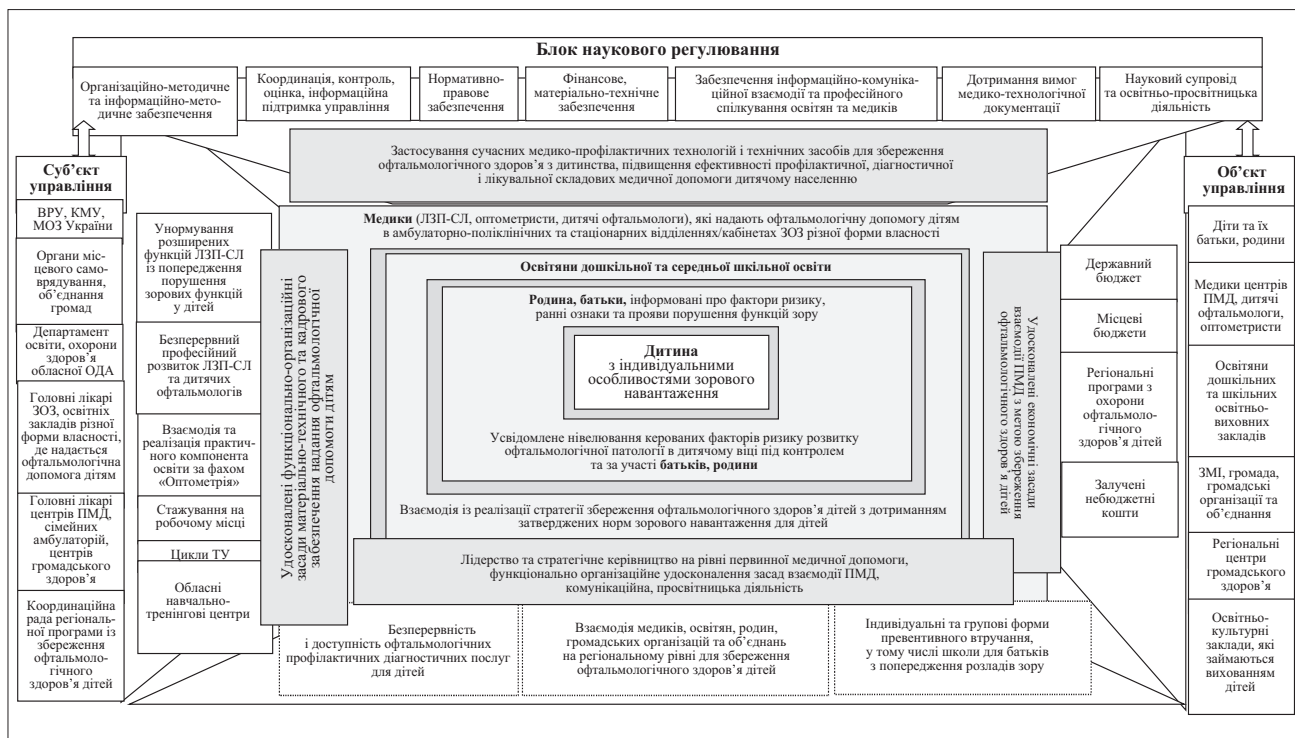 Блок наукового регулювання
Організаційно-методичне
та інформаційно-мето-
дичне забезпечення
Координація, контроль,
оцінка, інформаційна
підтримка управління
Нормативно-
правове
забезпечення
Фінансове,
матеріально-технічне
забезпечення
Забезпечення інформаційно-комуніка-
ційної взаємодії та професійного
спілкування освітян та медиків
Дотримання вимог
медико-технологічної
документації
Науковий супровід
та освітньо-просвітницька
діяльність
Суб’єкт
управління
ВРУ, КМУ,
МОЗ України
Органи міс-
цевого само-
врядування,
об’єднання
громад
Департамент
освіти, охорони
здоров’я
обласної ОДА
Головні лікарі
ЗОЗ, освітніх
закладів різної
форми власності,
де надається
офтальмологічна
допомога дітям
Головні лікарі
центрів ПМД,
сімейних
амбулаторій,
центрів
громадського
здоров’я
Координаційна
рада регіональ-
ної програми із
збереження
офтальмоло-
гічного
здоров’я дітей
Унормування
розширених
функцій ЛЗП-СЛ
із попередження
порушення
зорових функцій
у дітей
Безперервний
професійний
розвиток ЛЗП-СЛ
та дитячих
офтальмологів
Взаємодія та
реалізація прак-
тичного
компонента
освіти за фахом
«Оптометрія»
Стажування на
робочому місці
Цикли ТУ
Обласні
навчально-
тренінгові центри
Удосконалені функціонально-організаційні
засади матеріально-технічного та кадрового
забезпечення надання офтальмологічної
допомоги дітям
Застосування сучасних медико-профілактичних технологій і технічних засобів для збереження
офтальмологічного здоров’я з дитинства, підвищення ефективності профілактичної, діагностичної
і лікувальної складових медичної допомоги дитячому населенню
Медики (ЛЗП-СЛ, оптометристи, дитячі офтальмологи), які надають офтальмологічну допомогу дітям
в амбулаторно-поліклінічних та стаціонарних відділеннях/кабінетах ЗОЗ різної форми власності
Освітяни дошкільної та середньої шкільної освіти
Родина, батьки, інформовані про фактори ризику,
ранні ознаки та прояви порушення функцій зору
Дитина
з індивідуальними
особливостями зорового
навантаження
Усвідомлене нівелювання керованих факторів ризику розвитку
офтальмологічної патології в дитячому віці під контролем
та за участі батьків, родини
Взаємодія із реалізації стратегії збереження офтальмологічного здоров’я дітей з дотриманням
затверджених норм зорового навантаження для дітей
Лідерство та стратегічне керівництво на рівні первинної медичної допомоги,
функціонально організаційне удосконалення засад взаємодії ПМД,
комунікаційна, просвітницька діяльність
Удосконалені економічні засади
взаємодії ПМД з метою збереження
офтальмологічного здоров’я дітей
Державний
бюджет
Місцеві
бюджети
Регіональні
програми з
охорони
офтальмоло-
гічного
здоров’я дітей
Залучені
небюджетні
кошти
Об’єкт
управління
Діти та їх
батьки, родини
Медики центрів
ПМД, дитячі
офтальмологи,
оптометристи
Освітяни
дошкільних
та шкільних
освітньо-
виховних
закладів
ЗМІ, громада,
громадські
організації та
об’єднання
Регіональні
центри
громадського
здоров’я
Освітньо-
культурні
заклади, які
займаються
вихованням
дітей
Безперервність
і доступність офтальмологічних
профілактичних діагностичних послуг
для дітей
Взаємодія медиків, освітян, родин,
громадських організацій та об’єднань
на регіональному рівні для збереження
офтальмологічного здоров’я дітей
Індивідуальні та групові форми
превентивного втручання,
у тому числі школи для батьків
з попередження розладів зору